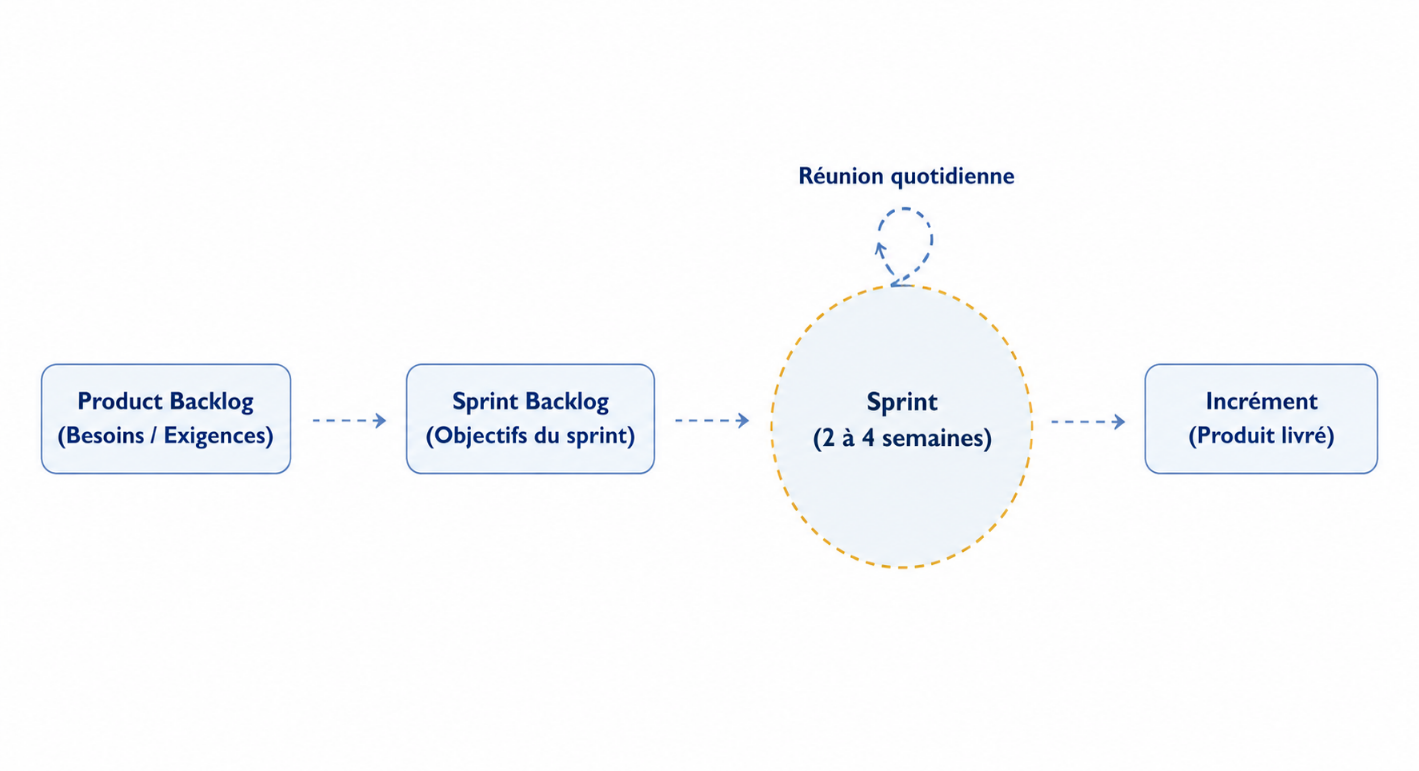 Réunion quotidienne
Product Backlog
(Besoins / Exigences)
Sprint Backlog
(Objectifs du sprint)
Sprint
(2 à 4 semaines)
Incrément
(Produit livré)